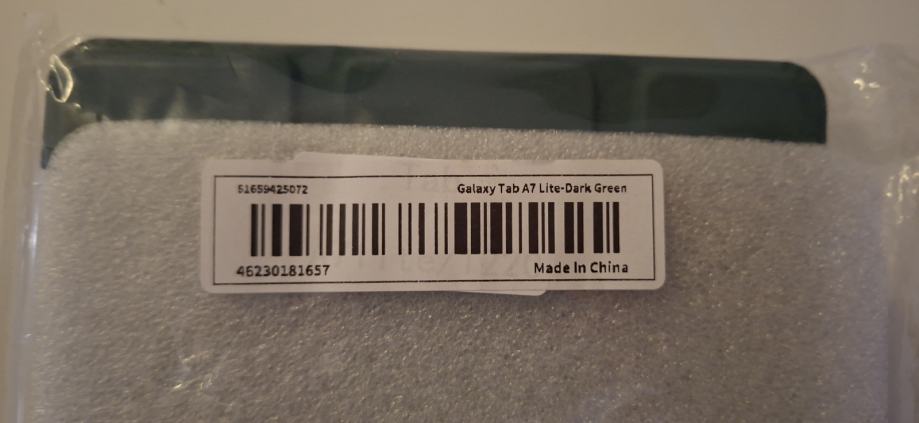 51659425072
Galaxy Tab A7 Lite-Dark Green
46230181657
Made In China